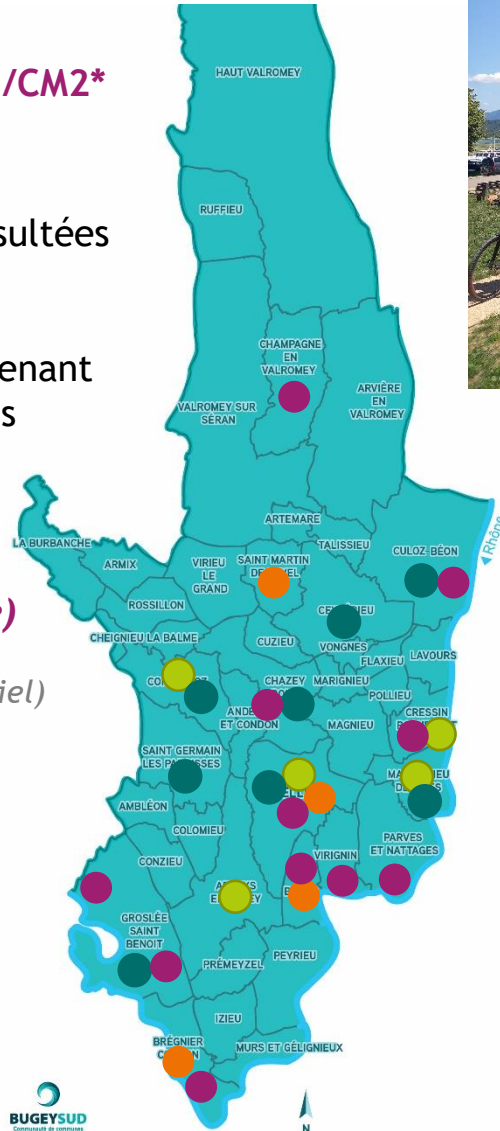 /CM2*
sultées
enant
s
)
iel)
HAUT VALROMEY
RUFFIEU
CHAMPAGNE
EN
VALROMEY
VALROMEY SUR
SÉRAN
ARVIÈRE
EN
VALROMEY
ARTEMARE
TALISSIEU
CULOZ-BÉON
Rhône
LA BURBANCHE
ARMIX
VIRIEU
LE
GRAND
SAINT MARTIN
ROSSILLON
CHEIGNIEU LA BALME
CUZIEU
VONGNES
FLAXIEU
LAVOURS
CHAZEY
MARIGNIEU
POLLIEU
ET CONDON
MAGNIEU
CRESSIN
SAINT GERMAIN
LES PAROISSES
AMBLÉON
COLOMIEU
CONZIEU
VIRIGNIN
PARVES
ET NATTAGES
GROSLÉE
SAINT
BENOIT
PRÉMEYZEL
PEYRIEU
IZIEU
BRÉGNIER
MURS ET GÉLIGNIEUX
BUGEYSUD
Communauté de communes
N